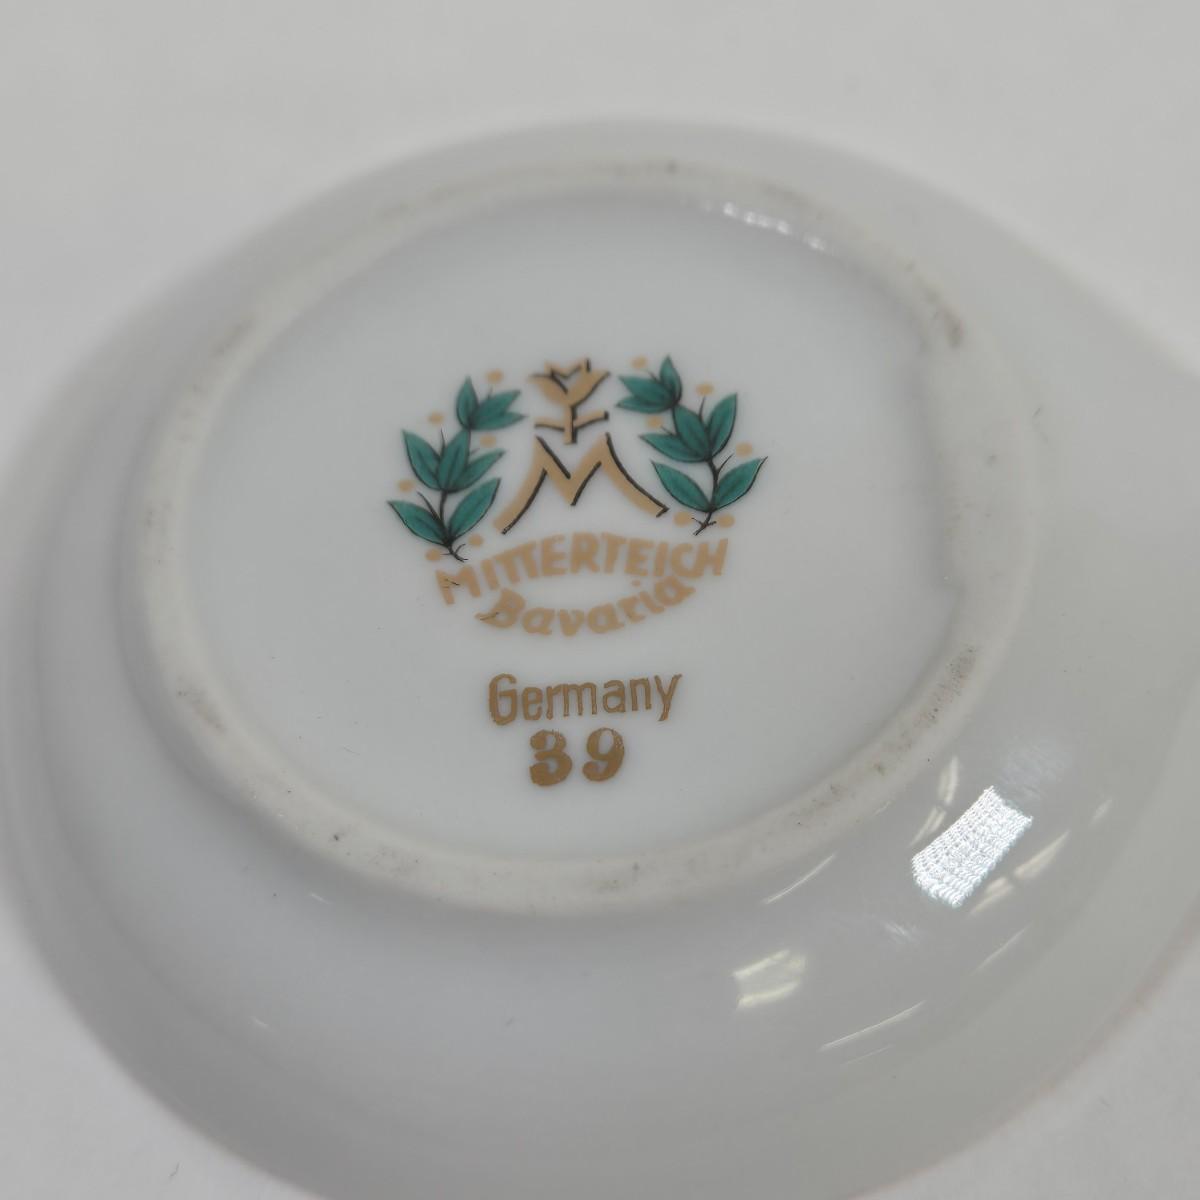 M
MITTERTEICH
Bavaria
Germany
39